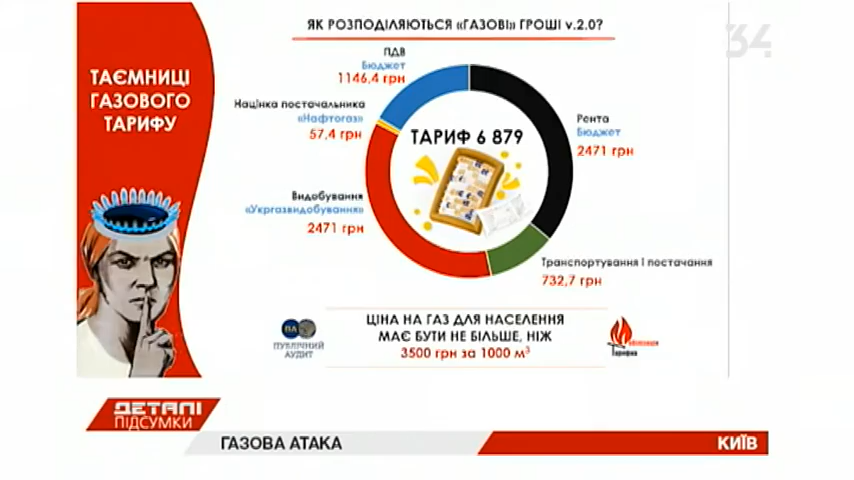 ЯК РОЗПОДІЛЯЮТЬСЯ «ГАЗОВІ» ГРОШІ v.2.0?
34
ТАЄМНИЦІ
ГАЗОВОГО
ТАРИФУ
ПДВ
Бюджет
1146,4 грн
Націнка постачальника
«Нафтогаз»
57,4 грн
Видобування
«Укргазвидобування»
2471 грн
ТАРИФ 6 879
Рента
Бюджет
2471 грн
Транспортування і постачання
732,7 грн
ПА
ПУБЛІЧНИЙ
АУДИТ
ЦІНА НА ГАЗ ДЛЯ НАСЕЛЕННЯ
МАЄ БУТИ НЕ БІЛЬШЕ, НІЖ
3500 грн за 1000 м³
Тарифна
ДЕТАЛІ
ПІДСУМКИ
ГАЗОВА АТАКА
КИЇВ